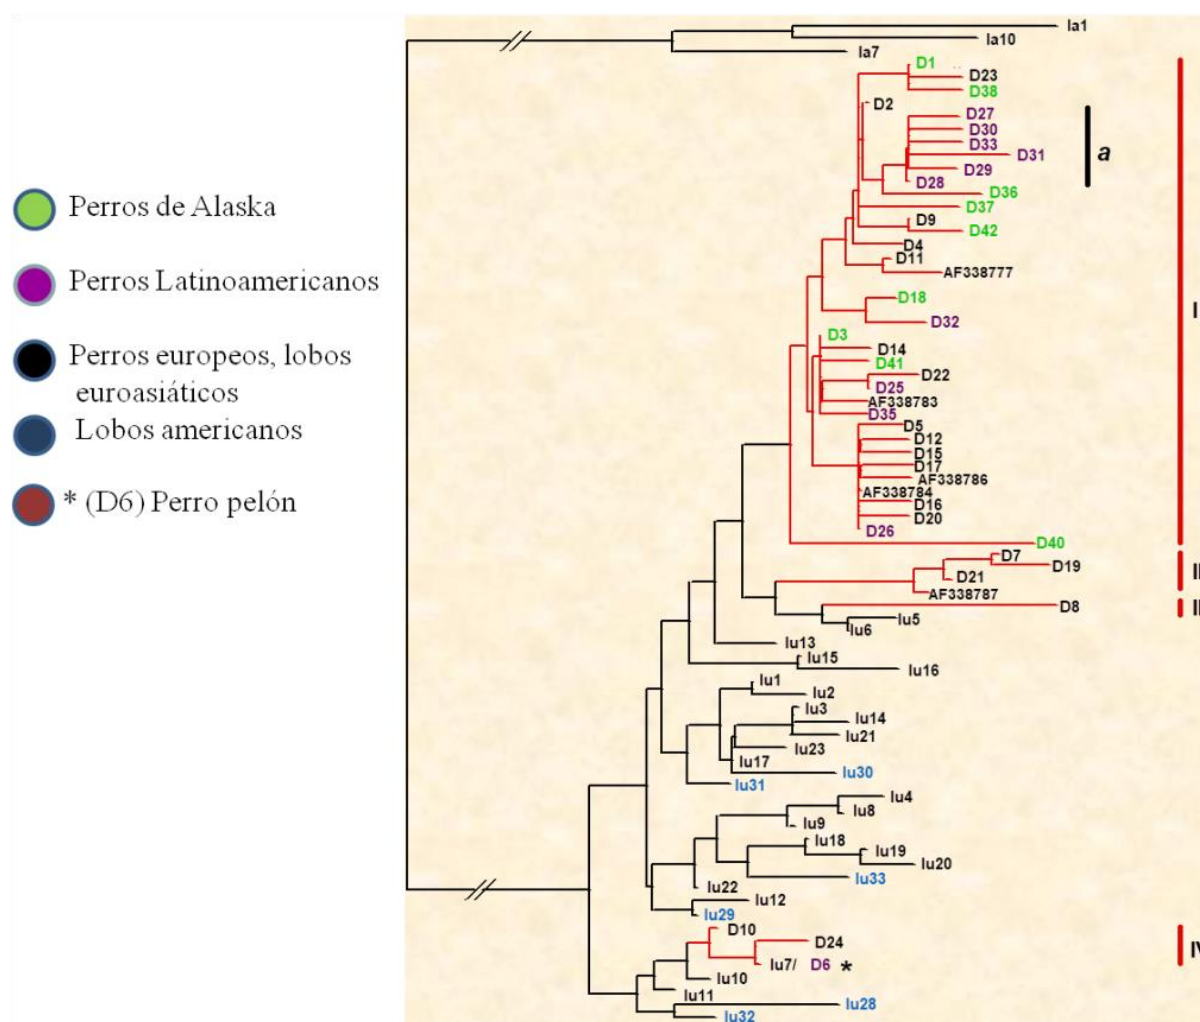 Perros de Alaska
Perros Latinoamericanos
Perros europeos, lobos
euroasiáticos
Lobos americanos
* (D6) Perro pelón
la1
la10
la7
D1
D23
D38
D2
D27
D30
D33
D31
D29
D28
D36
D37
D9
D42
D4
D11
AF338777
D18
D32
D3
D14
D41
D22
D25
AF338783
D35
D5
D12
D15
D17
AF338786
AF338784
D16
D20
D26
D40
D7
D19
D21
AF338787
D8
lu5
lu6
lu13
lu15
lu16
lu1
lu2
lu3
lu14
lu21
lu23
lu17
lu30
lu31
lu4
lu8
lu9
lu18
lu19
lu20
lu33
lu22
lu12
lu29
D10
D24
lu7/ D6 *
lu10
lu11
lu28
lu32
a
I
II
IV